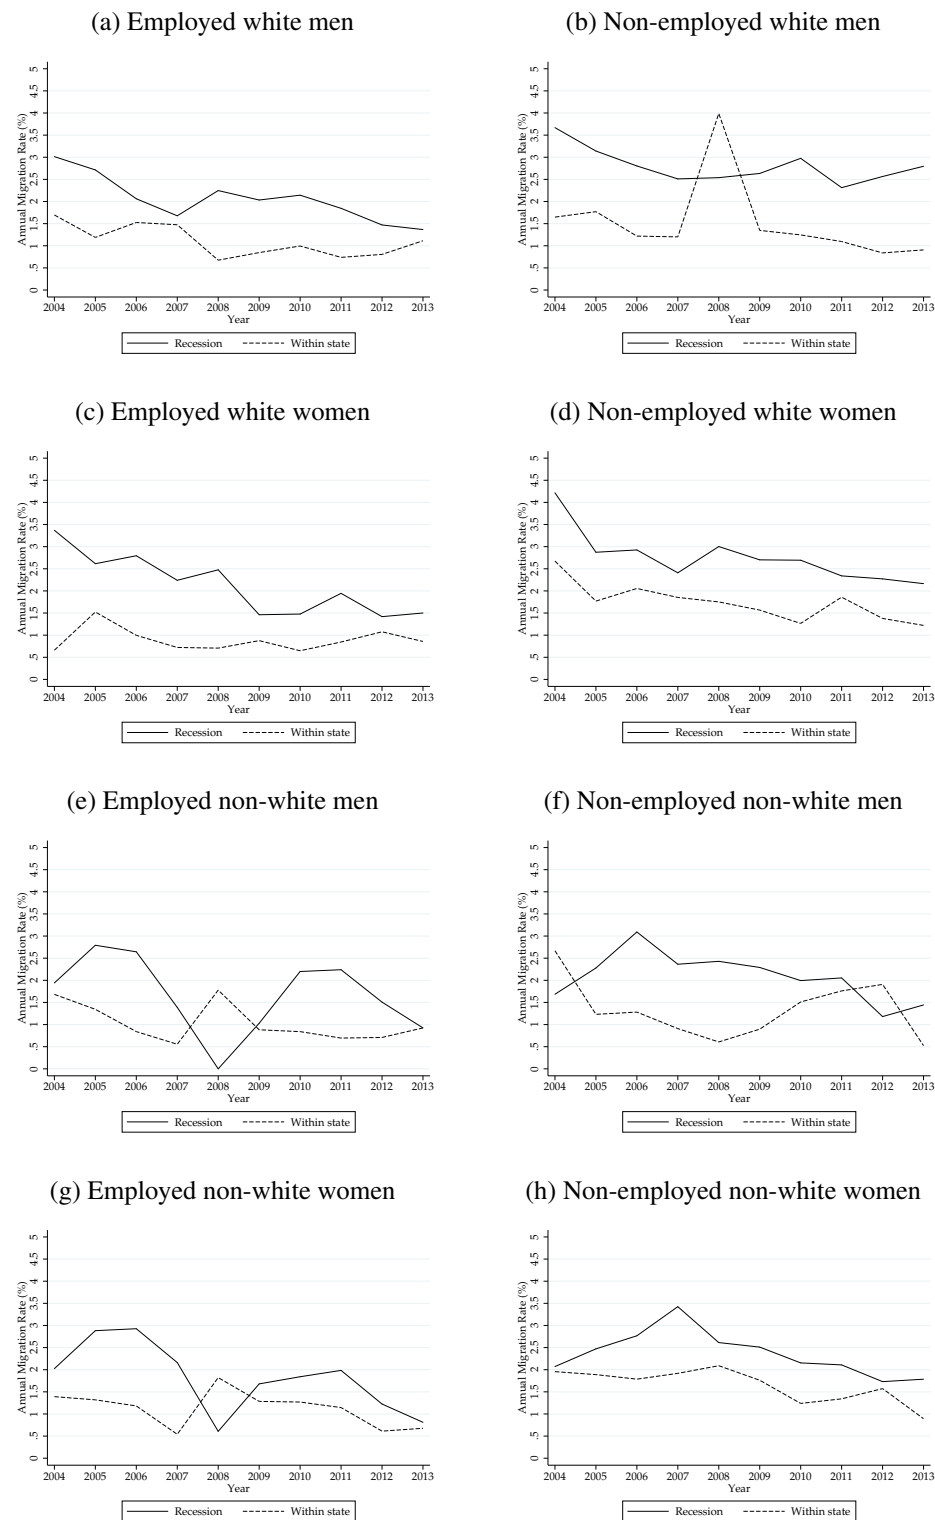 (a) Employed white men
Annual Migration Rate (%)
0 .5 1 1.5 2 2.5 3 3.5 4 4.5 5
2004 2005 2006 2007 2008 2009 2010 2011 2012 2013
Year
Recession Within state
(b) Non-employed white men
Annual Migration Rate (%)
0 .5 1 1.5 2 2.5 3 3.5 4 4.5 5
2004 2005 2006 2007 2008 2009 2010 2011 2012 2013
Year
Recession Within state
(c) Employed white women
Annual Migration Rate (%)
0 .5 1 1.5 2 2.5 3 3.5 4 4.5 5
2004 2005 2006 2007 2008 2009 2010 2011 2012 2013
Year
Recession Within state
(d) Non-employed white women
Annual Migration Rate (%)
0 .5 1 1.5 2 2.5 3 3.5 4 4.5 5
2004 2005 2006 2007 2008 2009 2010 2011 2012 2013
Year
Recession Within state
(e) Employed non-white men
Annual Migration Rate (%)
0 .5 1 1.5 2 2.5 3 3.5 4 4.5 5
2004 2005 2006 2007 2008 2009 2010 2011 2012 2013
Year
Recession Within state
(f) Non-employed non-white men
Annual Migration Rate (%)
0 .5 1 1.5 2 2.5 3 3.5 4 4.5 5
2004 2005 2006 2007 2008 2009 2010 2011 2012 2013
Year
Recession Within state
(g) Employed non-white women
Annual Migration Rate (%)
0 .5 1 1.5 2 2.5 3 3.5 4 4.5 5
2004 2005 2006 2007 2008 2009 2010 2011 2012 2013
Year
Recession Within state
(h) Non-employed non-white women
Annual Migration Rate (%)
0 .5 1 1.5 2 2.5 3 3.5 4 4.5 5
2004 2005 2006 2007 2008 2009 2010 2011 2012 2013
Year
Recession Within state